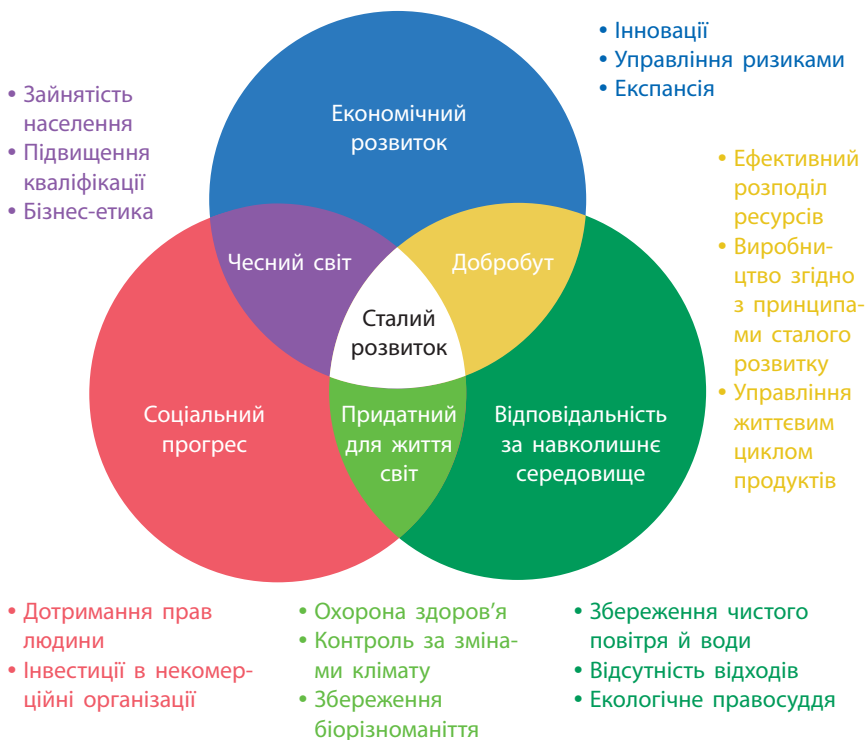 • Інновації
• Управління ризиками
• Експансія
• Зайнятість
населення
• Підвищення
кваліфікації
• Бізнес-етика
Економічний
розвиток
• Ефективний
розподіл
ресурсів
• Виробни-
цтво згідно
з принципа-
ми сталого
розвитку
• Управління
життєвим
циклом
продуктів
Чесний світ
Добробут
Сталий
розвиток
Соціальний
прогрес
Придатний
для життя
світ
Відповідальність
за навколишнє
середовище
• Дотримання прав
людини
• Інвестиції в некомер-
ційні організації
• Охорона здоров'я
• Контроль за зміна-
ми клімату
• Збереження
біорізноманіття
• Збереження чистого
повітря й води
• Відсутність відходів
• Екологічне правосуддя